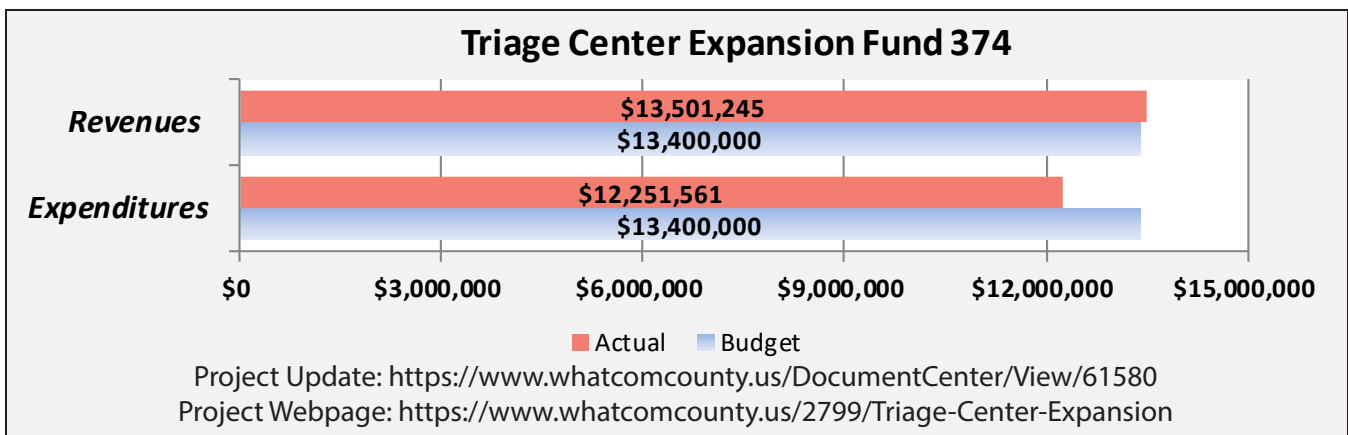 Triage Center Expansion Fund 374
Revenues
$13,501,245
$13,400,000
Expenditures
$12,251,561
$13,400,000
$0 $3,000,000 $6,000,000 $9,000,000 $12,000,000 $15,000,000
Actual Budget
Project Update: https://www.whatcomcounty.us/DocumentCenter/View/61580
Project Webpage: https://www.whatcomcounty.us/2799/Triage-Center-Expansion